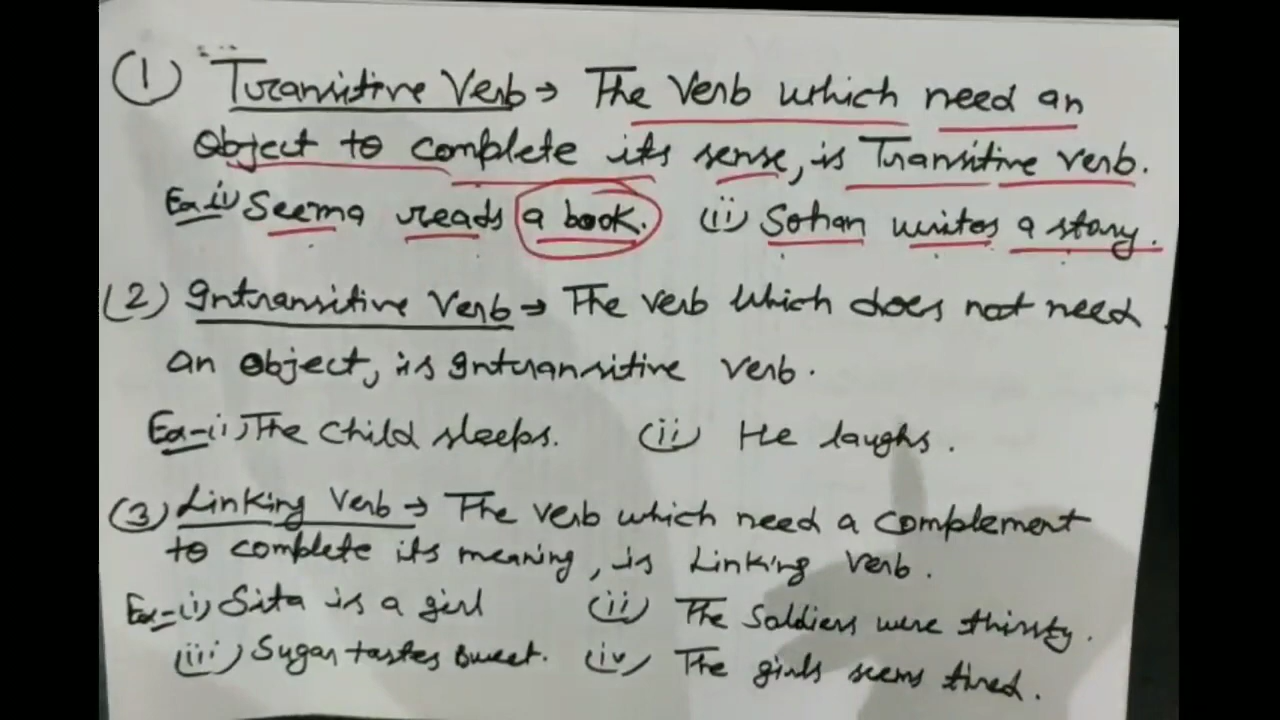 (1) Transitive Verb → The Verb which need an
Object to complete its sense, is Transitive verb.
Ex-(i) Seema reads a book. (ii) Sohan writes a story.
(2) Intransitive Verb → The verb which does not need
an object, is Intransitive verb.
Ex-(i) The child sleeps. (ii) He laughs.
(3) Linking Verb → The verb which need a complement
to complete its meaning, is Linking verb.
Ex-(i) Sita is a girl (ii) The Soldiers were thirsty.
(iii) Sugar tastes sweet. (iv) The girls seems tired.